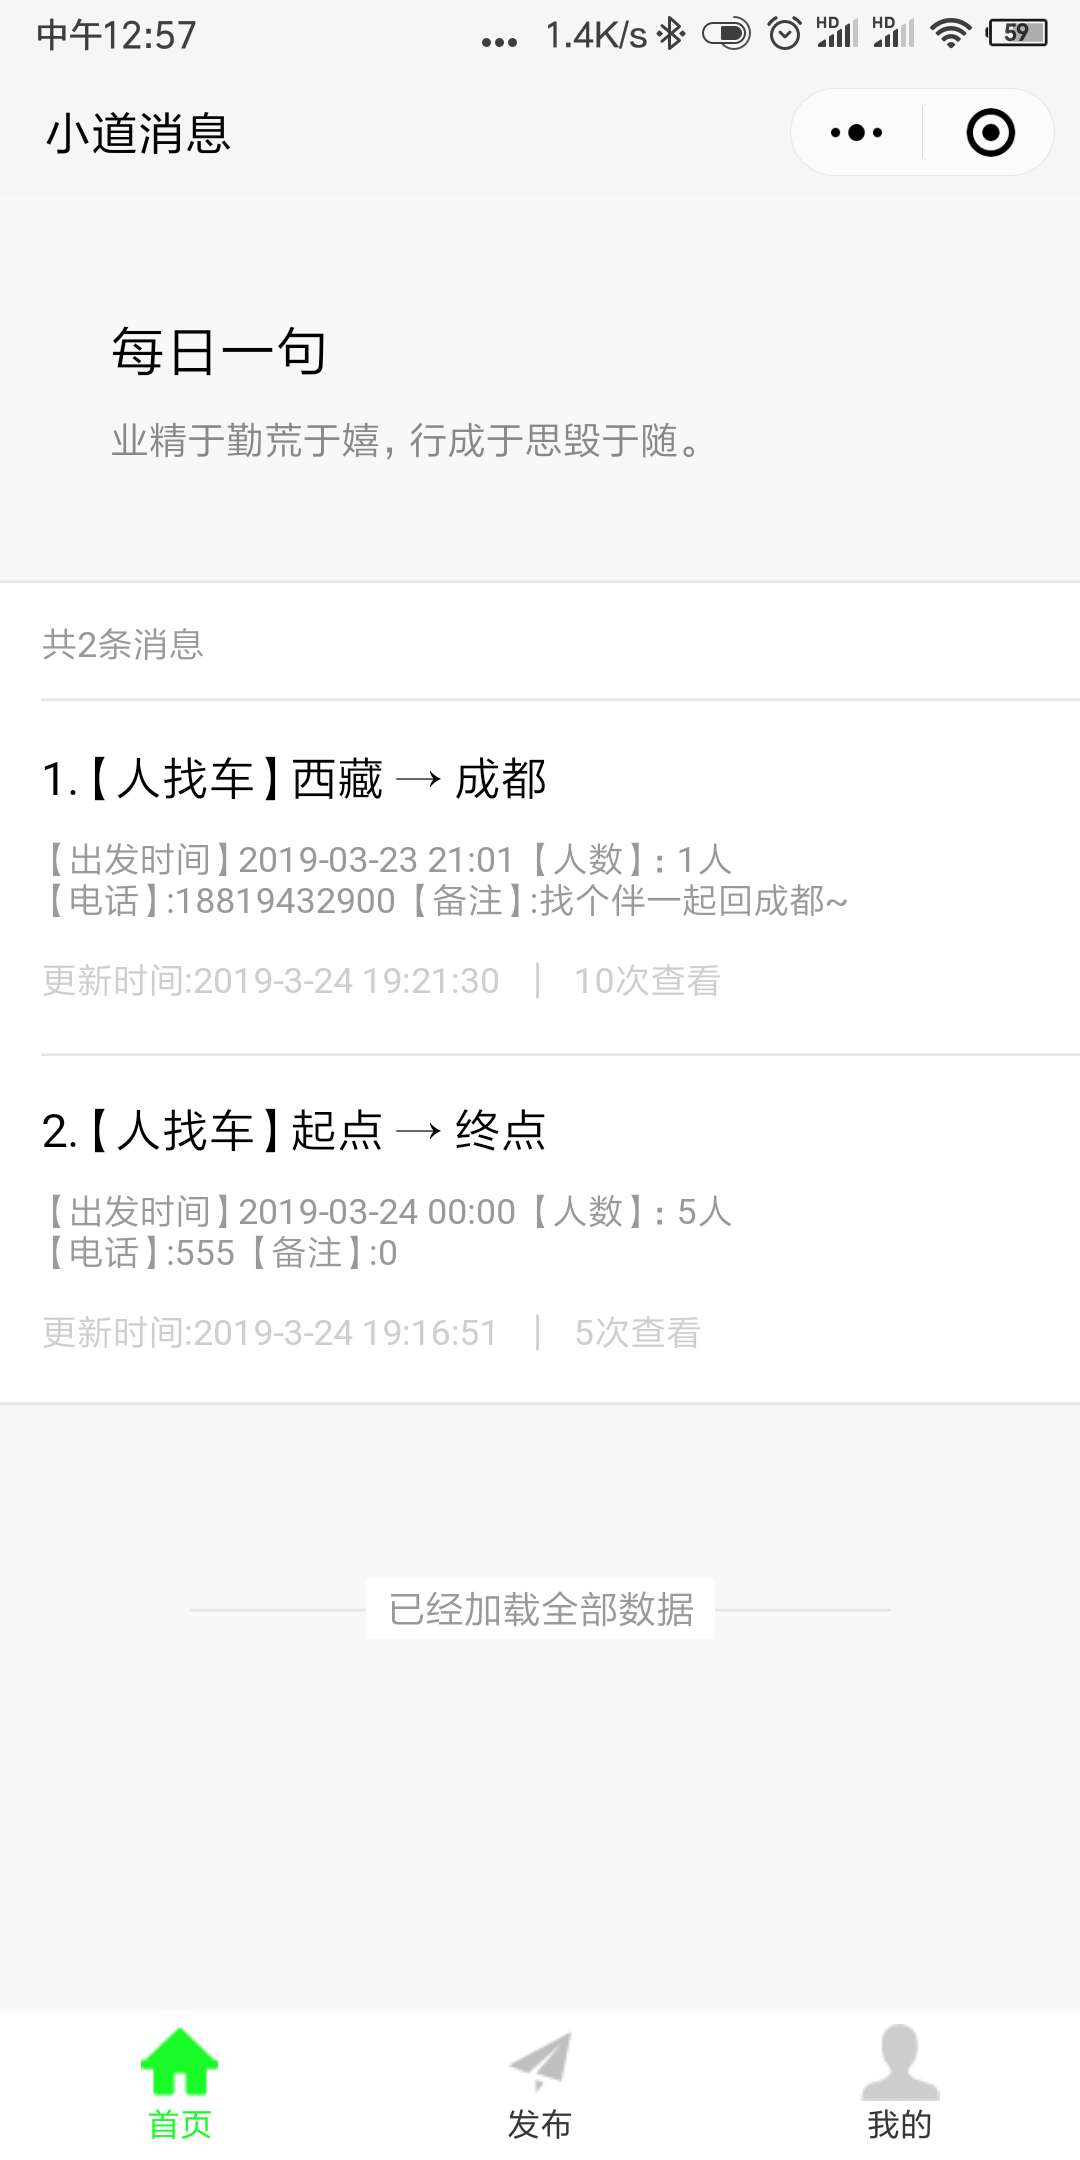 中午12:57
... 1.4K/s HD HD 59
小道消息
每日一句
业精于勤荒于嬉，行成于思毁于随。
共2条消息
1.【人找车】西藏 → 成都
【出发时间】2019-03-23 21:01【人数】: 1人
【电话】:18819432900【备注】:找个伴一起回成都~
更新时间:2019-3-24 19:21:30 | 10次查看
2.【人找车】起点 → 终点
【出发时间】2019-03-24 00:00【人数】: 5人
【电话】:555【备注】:0
更新时间:2019-3-24 19:16:51 | 5次查看
已经加载全部数据
首页 发布 我的